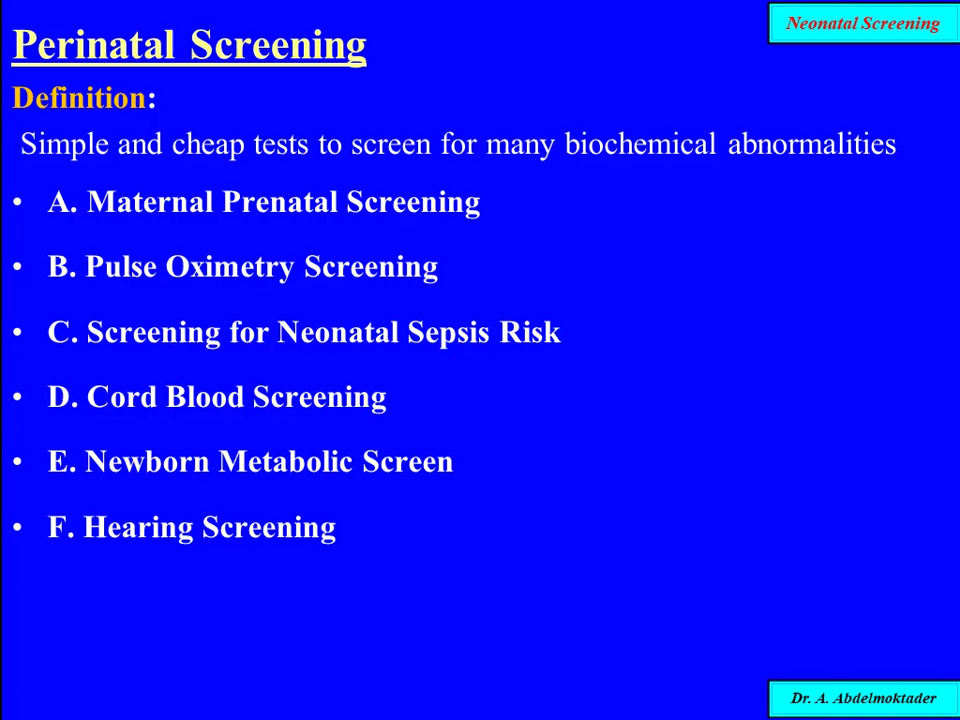 Neonatal Screening
Perinatal Screening
Definition:
Simple and cheap tests to screen for many biochemical abnormalities
• A. Maternal Prenatal Screening
• B. Pulse Oximetry Screening
• C. Screening for Neonatal Sepsis Risk
• D. Cord Blood Screening
• E. Newborn Metabolic Screen
• F. Hearing Screening
Dr. A. Abdelmoktader